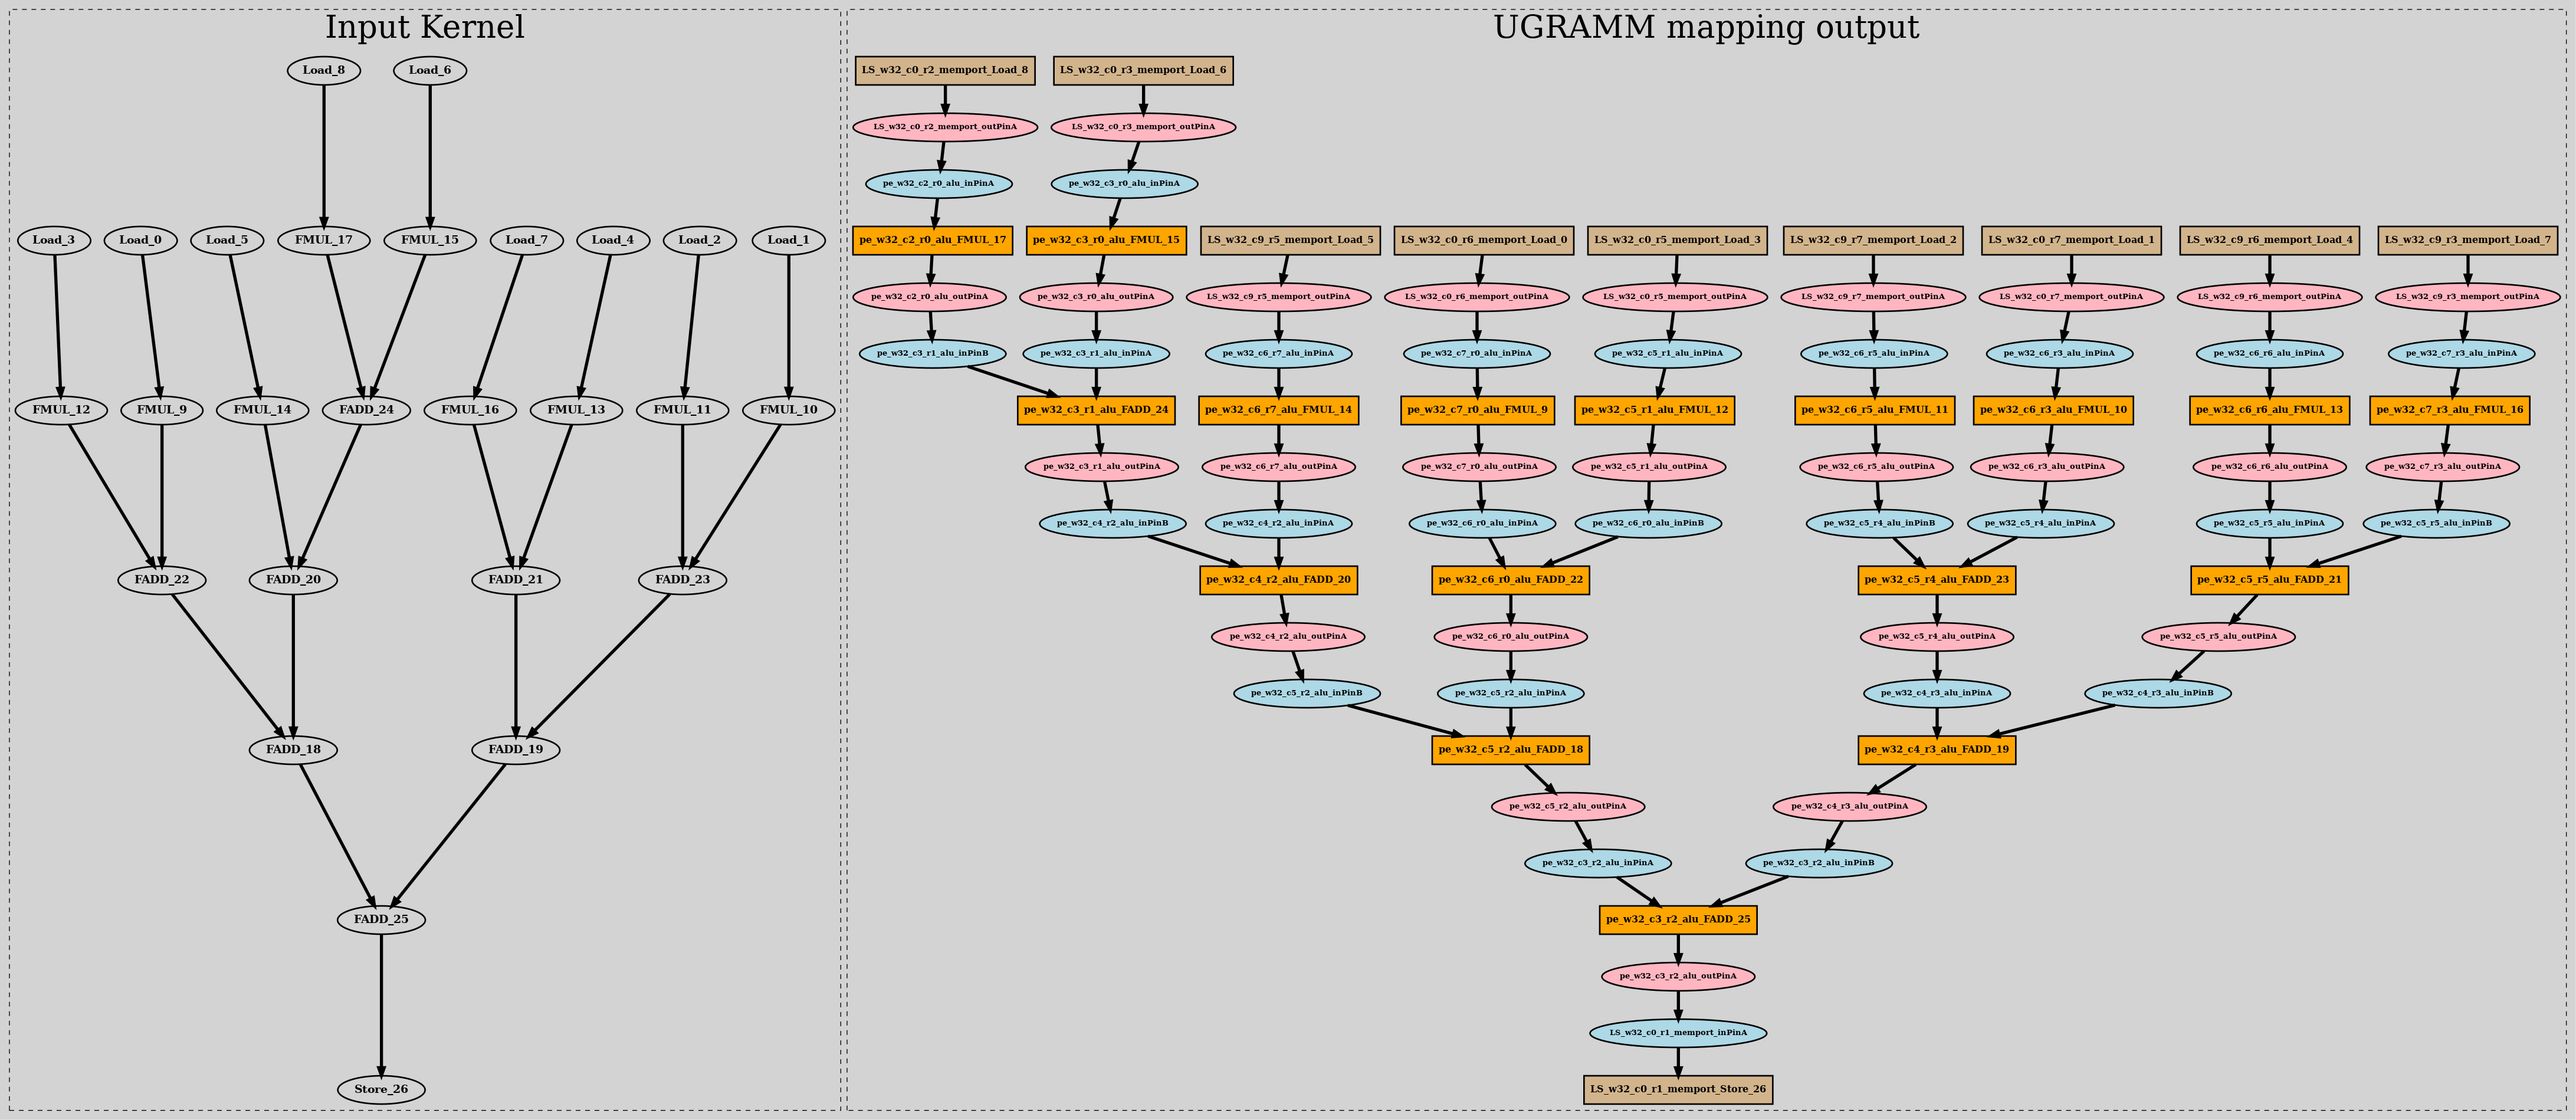 Input Kernel
Load_8
Load_6
Load_3
Load_0
Load_5
FMUL_17
FMUL_15
Load_7
Load_4
Load_2
Load_1
FMUL_12
FMUL_9
FMUL_14
FADD_24
FMUL_16
FMUL_13
FMUL_11
FMUL_10
FADD_22
FADD_20
FADD_21
FADD_23
FADD_18
FADD_19
FADD_25
Store_26
UGRAMM mapping output
LS_w32_c0_r2_memport_Load_8
LS_w32_c0_r3_memport_Load_6
LS_w32_c0_r2_memport_outPinA
LS_w32_c0_r3_memport_outPinA
pe_w32_c2_r0_alu_inPinA
pe_w32_c3_r0_alu_inPinA
pe_w32_c2_r0_alu_FMUL_17
pe_w32_c3_r0_alu_FMUL_15
LS_w32_c9_r5_memport_Load_5
LS_w32_c0_r6_memport_Load_0
LS_w32_c0_r5_memport_Load_3
LS_w32_c9_r7_memport_Load_2
LS_w32_c0_r7_memport_Load_1
LS_w32_c9_r6_memport_Load_4
LS_w32_c9_r3_memport_Load_7
pe_w32_c2_r0_alu_outPinA
pe_w32_c3_r0_alu_outPinA
LS_w32_c9_r5_memport_outPinA
LS_w32_c0_r6_memport_outPinA
LS_w32_c0_r5_memport_outPinA
LS_w32_c9_r7_memport_outPinA
LS_w32_c0_r7_memport_outPinA
LS_w32_c9_r6_memport_outPinA
LS_w32_c9_r3_memport_outPinA
pe_w32_c3_r1_alu_inPinB
pe_w32_c3_r1_alu_inPinA
pe_w32_c6_r7_alu_inPinA
pe_w32_c7_r0_alu_inPinA
pe_w32_c5_r1_alu_inPinA
pe_w32_c6_r5_alu_inPinA
pe_w32_c6_r3_alu_inPinA
pe_w32_c6_r6_alu_inPinA
pe_w32_c7_r3_alu_inPinA
pe_w32_c3_r1_alu_FADD_24
pe_w32_c6_r7_alu_FMUL_14
pe_w32_c7_r0_alu_FMUL_9
pe_w32_c5_r1_alu_FMUL_12
pe_w32_c6_r5_alu_FMUL_11
pe_w32_c6_r3_alu_FMUL_10
pe_w32_c6_r6_alu_FMUL_13
pe_w32_c7_r3_alu_FMUL_16
pe_w32_c3_r1_alu_outPinA
pe_w32_c6_r7_alu_outPinA
pe_w32_c7_r0_alu_outPinA
pe_w32_c5_r1_alu_outPinA
pe_w32_c6_r5_alu_outPinA
pe_w32_c6_r3_alu_outPinA
pe_w32_c6_r6_alu_outPinA
pe_w32_c7_r3_alu_outPinA
pe_w32_c4_r2_alu_inPinB
pe_w32_c4_r2_alu_inPinA
pe_w32_c6_r0_alu_inPinA
pe_w32_c6_r0_alu_inPinB
pe_w32_c5_r4_alu_inPinB
pe_w32_c5_r4_alu_inPinA
pe_w32_c5_r5_alu_inPinA
pe_w32_c5_r5_alu_inPinB
pe_w32_c4_r2_alu_FADD_20
pe_w32_c6_r0_alu_FADD_22
pe_w32_c5_r4_alu_FADD_23
pe_w32_c5_r5_alu_FADD_21
pe_w32_c4_r2_alu_outPinA
pe_w32_c6_r0_alu_outPinA
pe_w32_c5_r4_alu_outPinA
pe_w32_c5_r5_alu_outPinA
pe_w32_c5_r2_alu_inPinB
pe_w32_c5_r2_alu_inPinA
pe_w32_c4_r3_alu_inPinA
pe_w32_c4_r3_alu_inPinB
pe_w32_c5_r2_alu_FADD_18
pe_w32_c4_r3_alu_FADD_19
pe_w32_c5_r2_alu_outPinA
pe_w32_c4_r3_alu_outPinA
pe_w32_c3_r2_alu_inPinA
pe_w32_c3_r2_alu_inPinB
pe_w32_c3_r2_alu_FADD_25
pe_w32_c3_r2_alu_outPinA
LS_w32_c0_r1_memport_inPinA
LS_w32_c0_r1_memport_Store_26